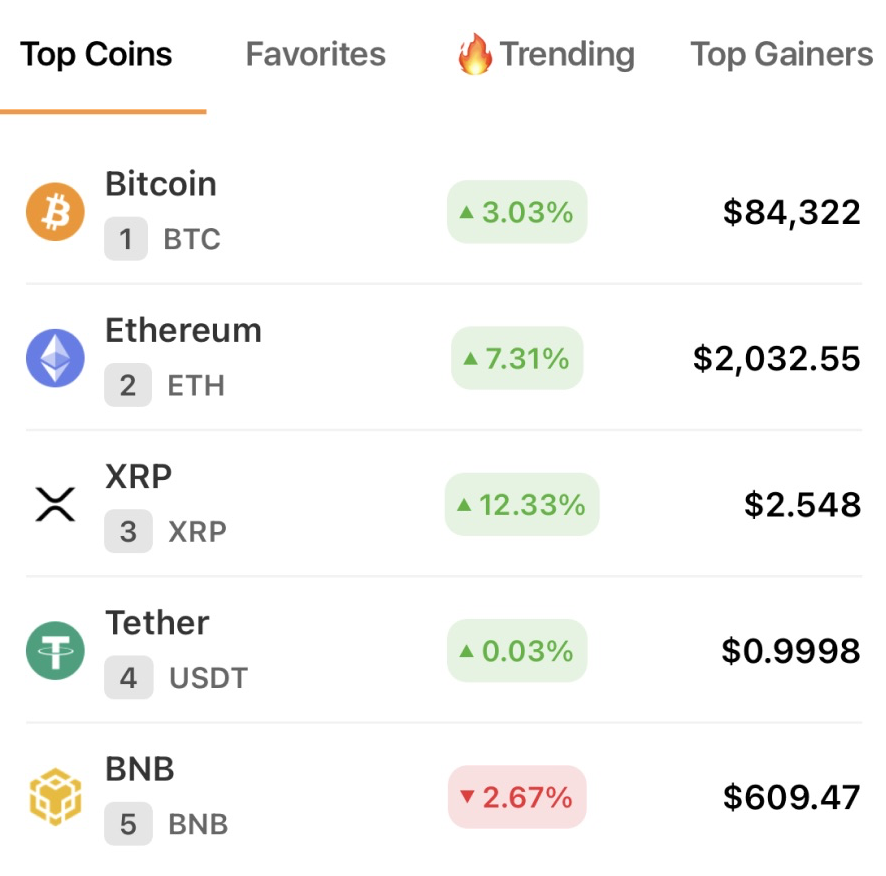 Top Coins Favorites 🔥Trending Top Gainers
Bitcoin
1 BTC
▲ 3.03%
$84,322
Ethereum
2 ETH
▲ 7.31%
$2,032.55
XRP
3 XRP
▲ 12.33%
$2.548
Tether
4 USDT
▲ 0.03%
$0.9998
BNB
5 BNB
▼ 2.67%
$609.47